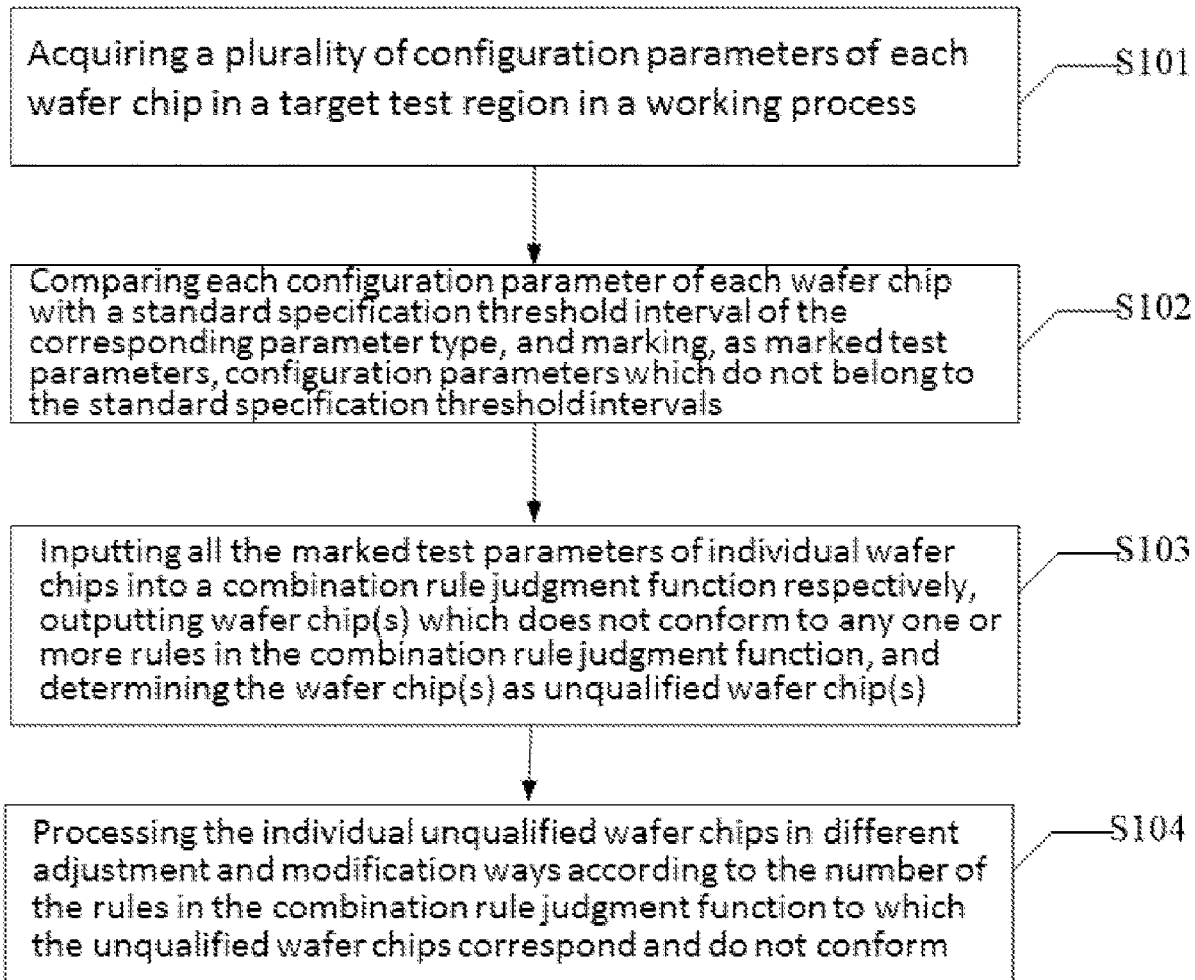 Acquiring a plurality of configuration parameters of each
wafer chip in a target test region in a working process
S101
Comparing each configuration parameter of each wafer chip
with a standard specification threshold interval of the
corresponding parameter type, and marking, as marked test
parameters, configuration parameters which do not belong to
the standard specification threshold intervals
S102
Inputting all the marked test parameters of individual wafer
chips into a combination rule judgment function respectively,
outputting wafer chip(s) which does not conform to any one or
more rules in the combination rule judgment function, and
determining the wafer chip(s) as unqualified wafer chip(s)
S103
Processing the individual unqualified wafer chips in different
adjustment and modification ways according to the number of
the rules in the combination rule judgment function to which
the unqualified wafer chips correspond and do not conform
S104